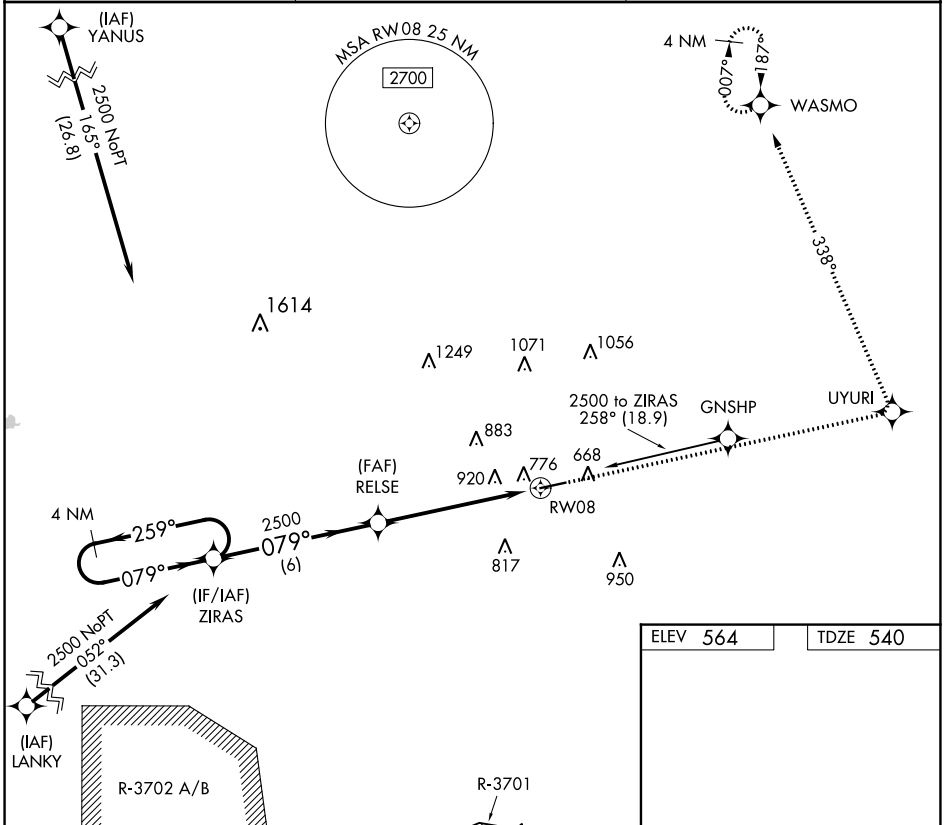 (IAF)
YANUS
2500 NoPT
165°
(26.8)
MSA RW08 25 NM
2700
4 NM
007°
187°
WASMO
338°
1614
1249
1071
1056
2500 to ZIRAS
258° (18.9)
GNSHP
UYURI
883
(FAF)
RELSE
920
776
668
RW08
4 NM
259°
2500
079°
(6)
079°
817
950
(IF/IAF)
ZIRAS
2500 NoPT
052°
(31.3)
ELEV 564
TDZE 540
(IAF)
LANKY
R-3702 A/B
R-3701